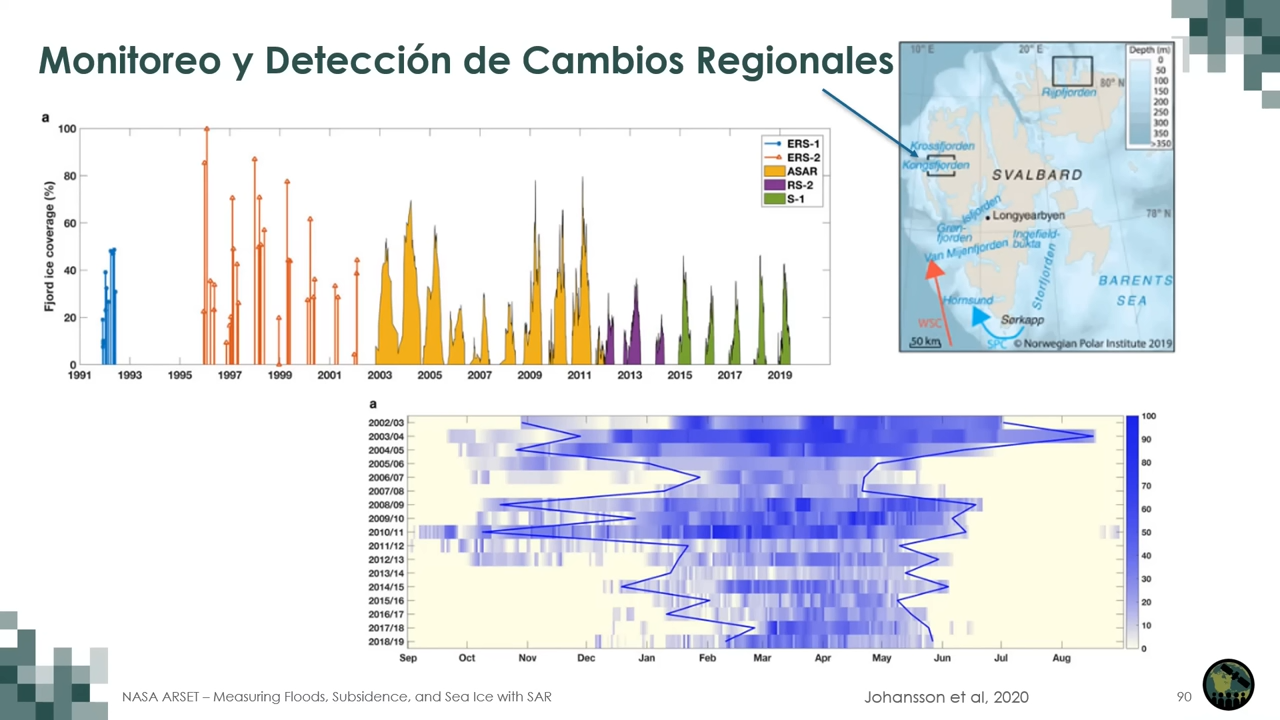 Monitoreo y Detección de Cambios Regionales
a
Fjord ice coverage (%)
100
80
60
40
20
0
1991 1993 1995 1997 1999 2001 2003 2005 2007 2009 2011 2013 2015 2017 2019
ERS-1
ERS-2
ASAR
RS-2
S-1
10° E 20° E
Depth (m)
0
50
100
150
200
250
300
350
>350
80° N
Rijpfjorden
Krossfjorden
Kongsfjorden
SVALBARD
Isfjorden
Longyearbyen
78° N
Grøn-
fjorden
Ingefield-
bukta
Van Mijenfjorden
Storfjorden
BARENTS
SEA
Hornsund
WSC
Sørkapp
SPC
50 km
© Norwegian Polar Institute 2019
a
2002/03
2003/04
2004/05
2005/06
2006/07
2007/08
2008/09
2009/10
2010/11
2011/12
2012/13
2013/14
2014/15
2015/16
2016/17
2017/18
2018/19
Sep Oct Nov Dec Jan Feb Mar Apr May Jun Jul Aug
100
90
80
70
60
50
40
30
20
10
0
NASA ARSET – Measuring Floods, Subsidence, and Sea Ice with SAR
Johansson et al, 2020
90